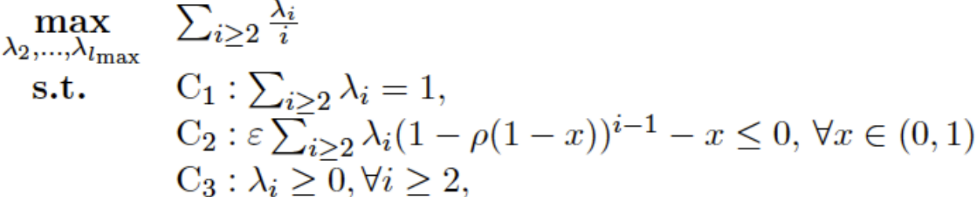 max ∑_{i≥2} λ_i/i
λ_2,...,λ_{l_max}
s.t. C_1 : ∑_{i≥2} λ_i = 1,
C_2 : ε ∑_{i≥2} λ_i(1 − ρ(1 − x))^{i−1} − x ≤ 0, ∀x ∈ (0, 1)
C_3 : λ_i ≥ 0, ∀i ≥ 2,